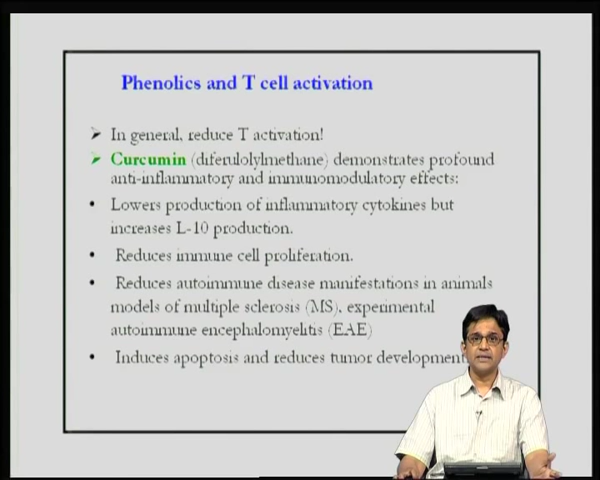 Phenolics and T cell activation
➢ In general, reduce T activation!
➢ Curcumin (diferulolylmethane) demonstrates profound
anti-inflammatory and immunomodulatory effects:
• Lowers production of inflammatory cytokines but
increases L-10 production.
• Reduces immune cell proliferation.
• Reduces autoimmune disease manifestations in animals
models of multiple sclerosis (MS), experimental
autoimmune encephalomyelitis (EAE)
• Induces apoptosis and reduces tumor development